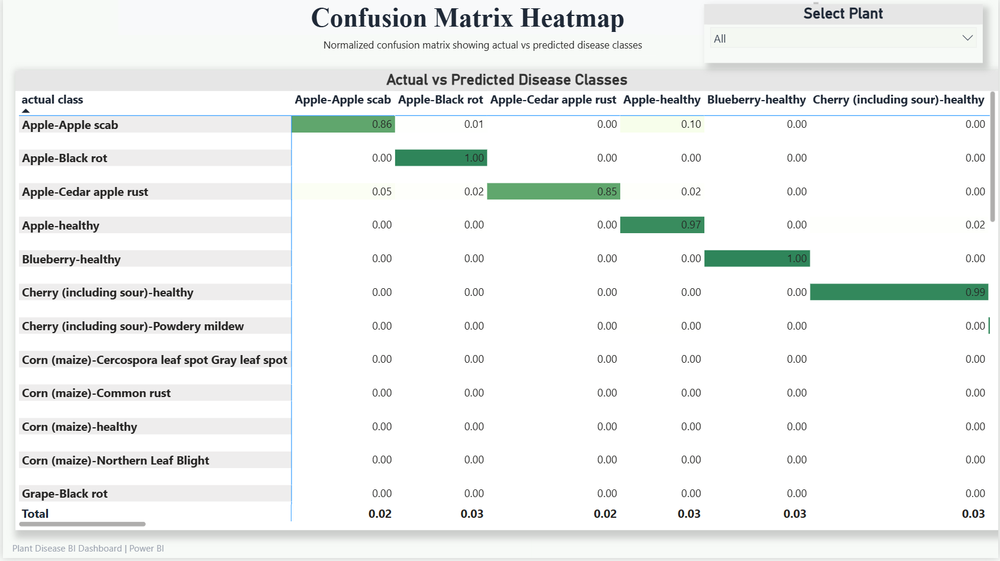 Confusion Matrix Heatmap
Normalized confusion matrix showing actual vs predicted disease classes
Select Plant
All
Actual vs Predicted Disease Classes
actual class Apple-Apple scab Apple-Black rot Apple-Cedar apple rust Apple-healthy Blueberry-healthy Cherry (including sour)-healthy
Apple-Apple scab 0.86 0.01 0.00 0.10 0.00 0.00
Apple-Black rot 0.00 1.00 0.00 0.00 0.00 0.00
Apple-Cedar apple rust 0.05 0.02 0.85 0.02 0.00 0.00
Apple-healthy 0.00 0.00 0.00 0.97 0.00 0.02
Blueberry-healthy 0.00 0.00 0.00 0.00 1.00 0.00
Cherry (including sour)-healthy 0.00 0.00 0.00 0.00 0.00 0.99
Cherry (including sour)-Powdery mildew 0.00 0.00 0.00 0.00 0.00 0.00
Corn (maize)-Cercospora leaf spot Gray leaf spot 0.00 0.00 0.00 0.00 0.00 0.00
Corn (maize)-Common rust 0.00 0.00 0.00 0.00 0.00 0.00
Corn (maize)-healthy 0.00 0.00 0.00 0.00 0.00 0.00
Corn (maize)-Northern Leaf Blight 0.00 0.00 0.00 0.00 0.00 0.00
Grape-Black rot 0.00 0.00 0.00 0.00 0.00 0.00
Total 0.02 0.03 0.02 0.03 0.03 0.03
Plant Disease BI Dashboard | Power BI